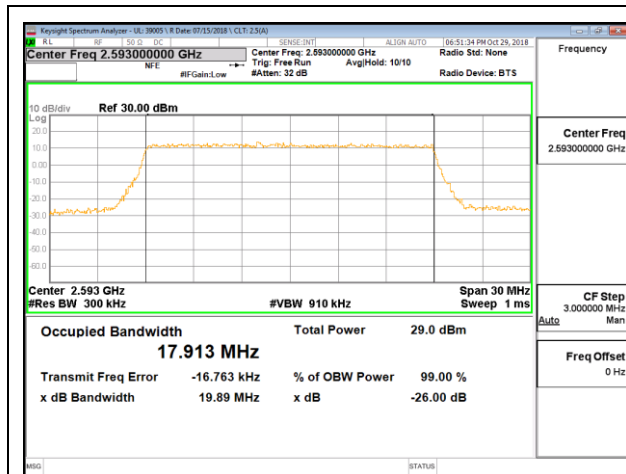 Keysight Spectrum Analyzer - UL: 39005 \ R Date: 07/15/2018 \ CLT: 2.5(A)
RL RF 50 Ω DC SENSE:INT ALIGN AUTO 06:51:34 PM Oct 29, 2018
Center Freq 2.593000000 GHz
NFE
#IFGain:Low
Center Freq: 2.593000000 GHz
Trig: Free Run Avg|Hold: 10/10
#Atten: 32 dB
Radio Std: None
Radio Device: BTS
10 dB/div Ref 30.00 dBm
Log
20.0
10.0
0.00
-10.0
-20.0
-30.0
-40.0
-50.0
-60.0
Center 2.593 GHz Span 30 MHz
#Res BW 300 kHz #VBW 910 kHz Sweep 1 ms
Occupied Bandwidth Total Power 29.0 dBm
17.913 MHz
Transmit Freq Error -16.763 kHz % of OBW Power 99.00 %
x dB Bandwidth 19.89 MHz x dB -26.00 dB
MSG STATUS
Frequency
Center Freq
2.593000000 GHz
CF Step
3.000000 MHz
Auto Man
Freq Offset
0 Hz